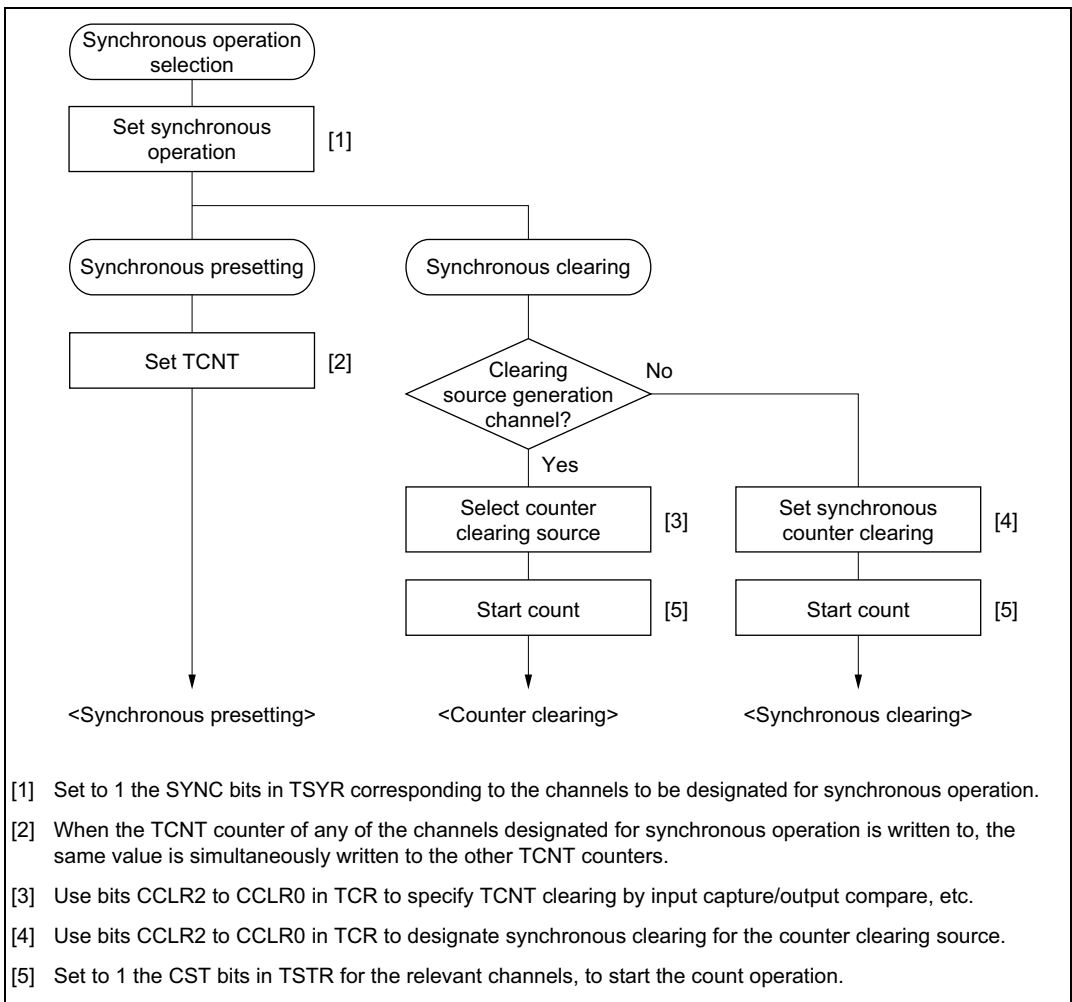 Synchronous operation
selection
Set synchronous
operation
[1]
Synchronous presetting
Synchronous clearing
Set TCNT
[2]
Clearing
source generation
channel?
No
Yes
Select counter
clearing source
[3]
Set synchronous
counter clearing
[4]
Start count
[5]
Start count
[5]
<Synchronous presetting>
<Counter clearing>
<Synchronous clearing>
[1] Set to 1 the SYNC bits in TSYR corresponding to the channels to be designated for synchronous operation.
[2] When the TCNT counter of any of the channels designated for synchronous operation is written to, the
same value is simultaneously written to the other TCNT counters.
[3] Use bits CCLR2 to CCLR0 in TCR to specify TCNT clearing by input capture/output compare, etc.
[4] Use bits CCLR2 to CCLR0 in TCR to designate synchronous clearing for the counter clearing source.
[5] Set to 1 the CST bits in TSTR for the relevant channels, to start the count operation.